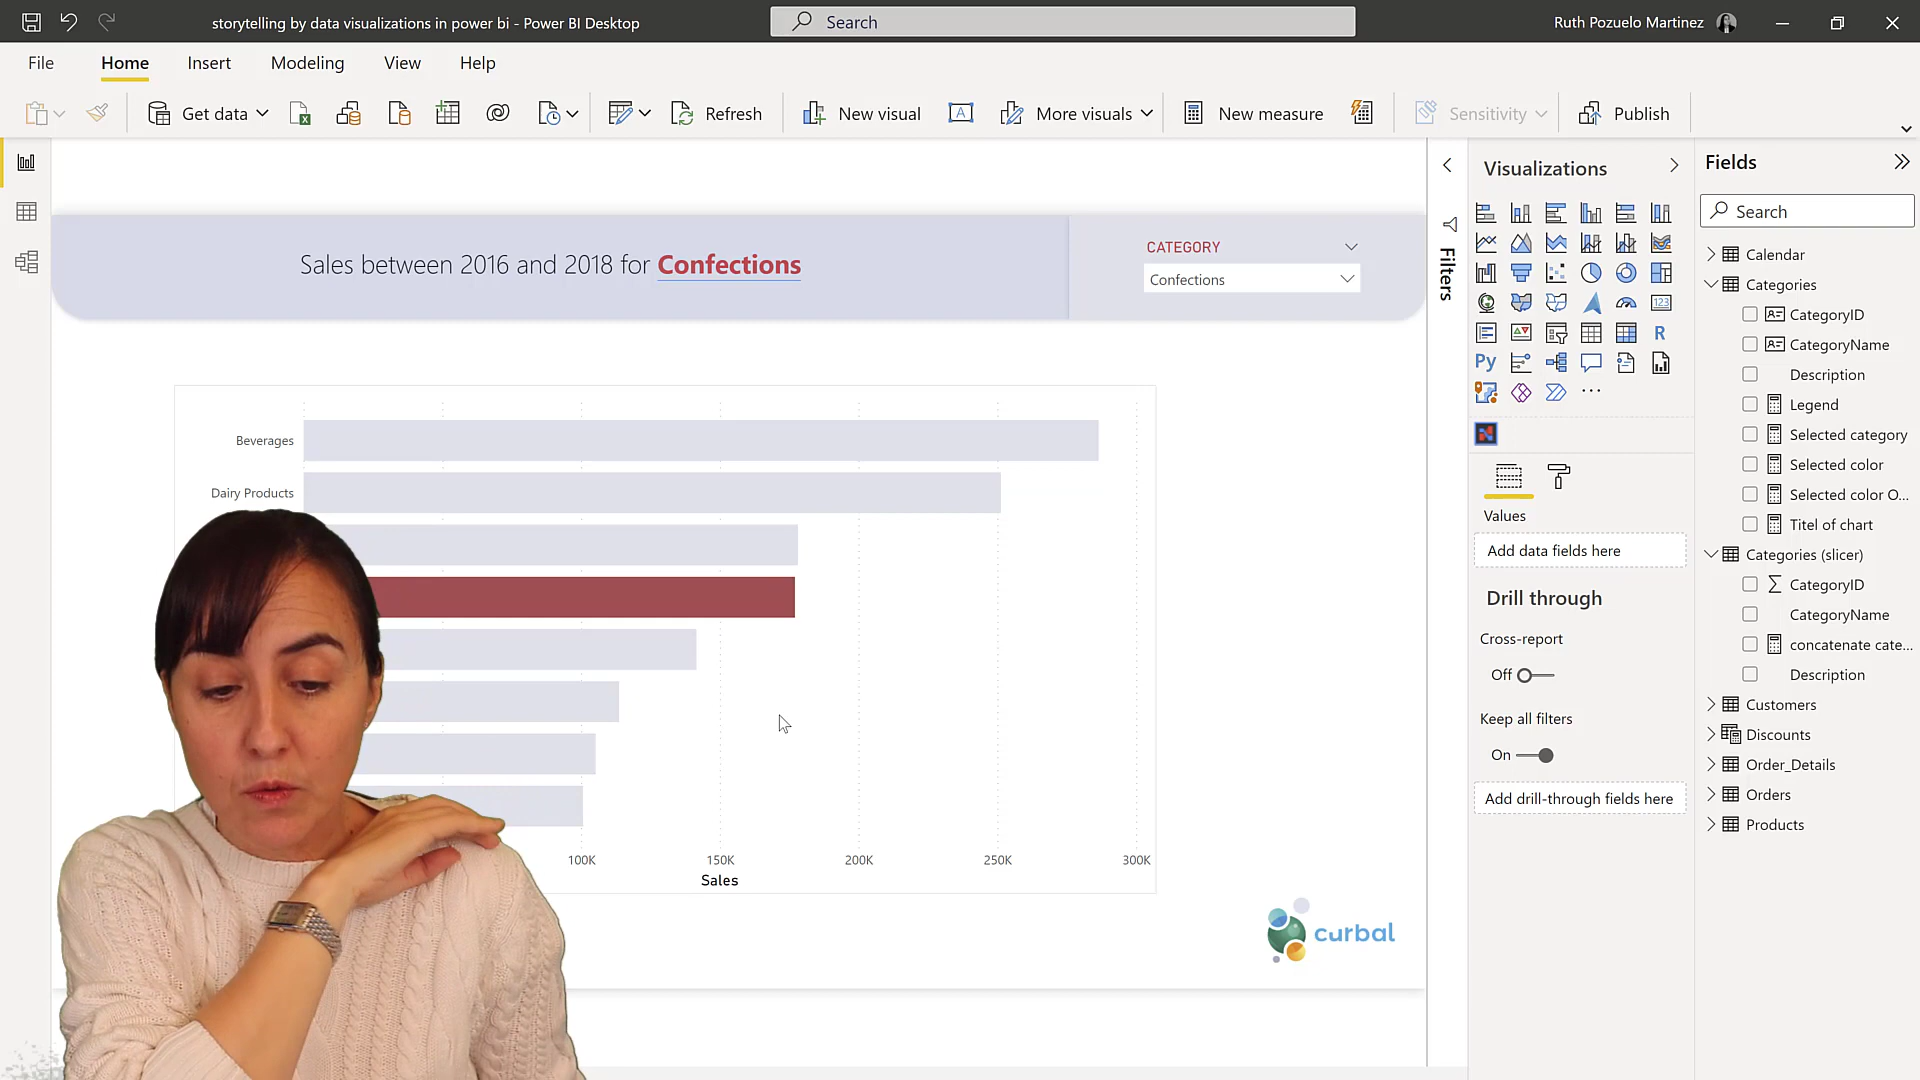 storytelling by data visualizations in power bi - Power BI Desktop
Search
Ruth Pozuelo Martinez
File
Home
Insert
Modeling
View
Help
Get data
Refresh
New visual
More visuals
New measure
Sensitivity
Publish
Sales between 2016 and 2018 for Confections
CATEGORY
Confections
Beverages
Dairy Products
100K
150K
200K
250K
300K
Sales
curbal
Filters
Visualizations
123
R
Py
Values
Add data fields here
Drill through
Cross-report
Off
Keep all filters
On
Add drill-through fields here
Fields
Search
Calendar
Categories
CategoryID
CategoryName
Description
Legend
Selected category
Selected color
Selected color O...
Titel of chart
Categories (slicer)
CategoryID
CategoryName
concatenate cate...
Description
Customers
Discounts
Order_Details
Orders
Products